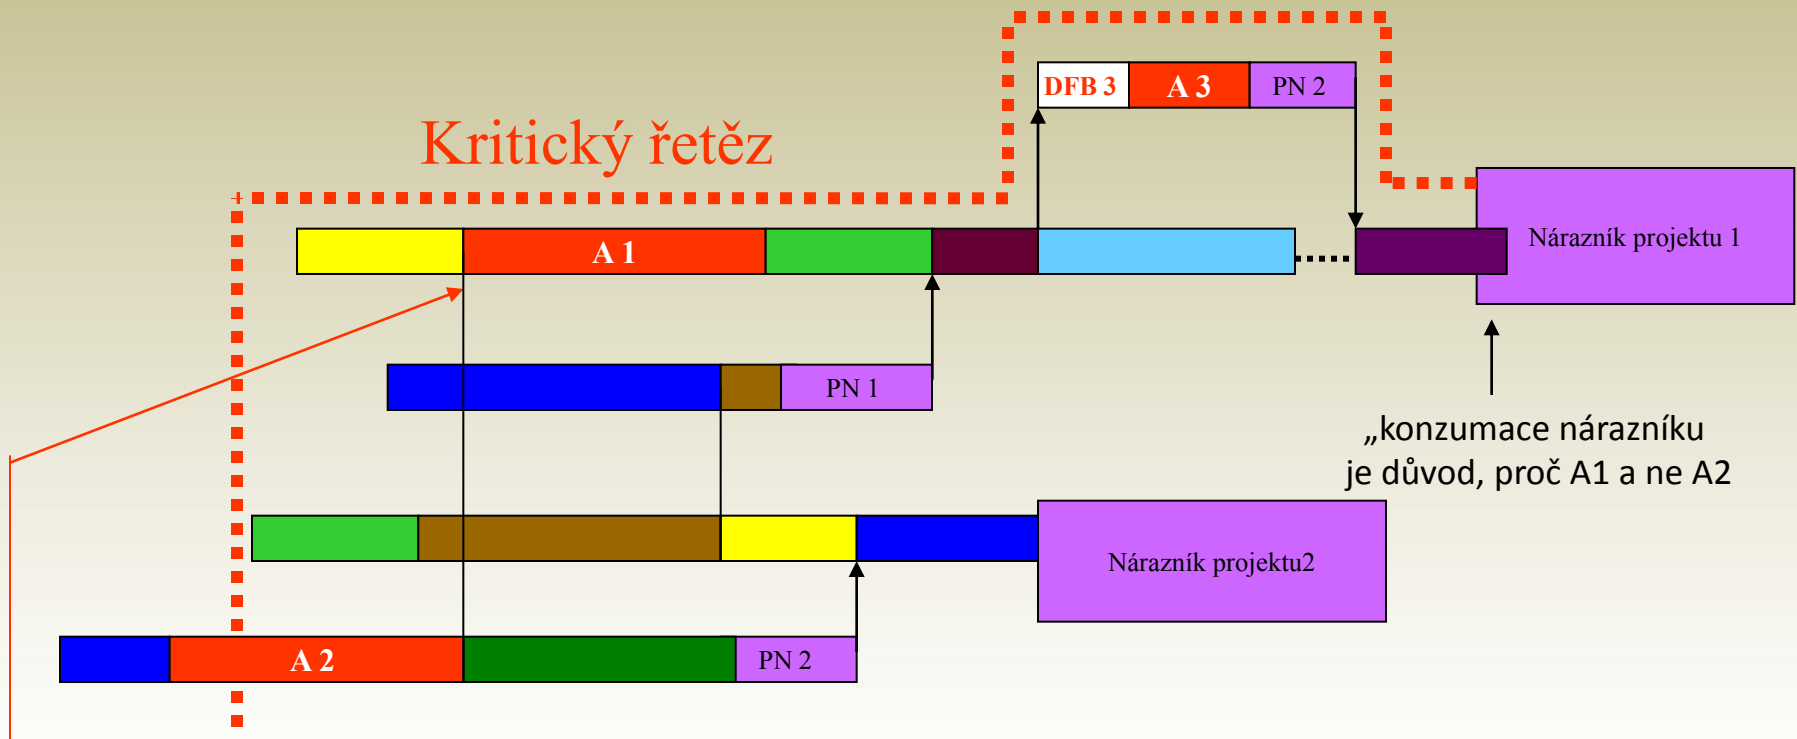 DFB 3
A 3
PN 2
Kritický řetěz
A 1
Nárazník projektu 1
PN 1
„konzumace nárazníku
je důvod, proč A1 a ne A2
Nárazník projektu2
A 2
PN 2